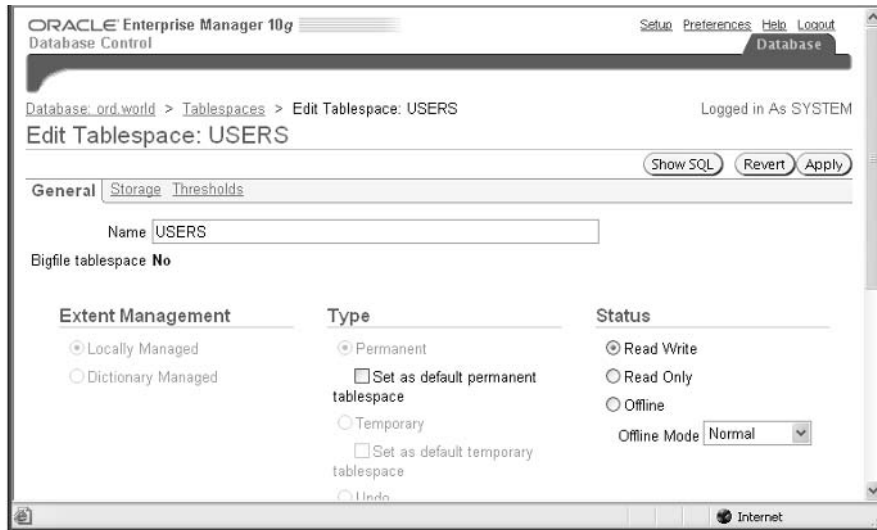 ORACLE Enterprise Manager 10g
Database Control
Setup Preferences Help Logout
Database
Database: ord.world > Tablespaces > Edit Tablespace: USERS
Logged in As SYSTEM
Edit Tablespace: USERS
Show SQL Revert Apply
General Storage Thresholds
Name USERS
Bigfile tablespace No
Extent Management
Locally Managed
Dictionary Managed
Type
Permanent
Set as default permanent
tablespace
Temporary
Set as default temporary
tablespace
Undo
Status
Read Write
Read Only
Offline
Offline Mode Normal
Internet